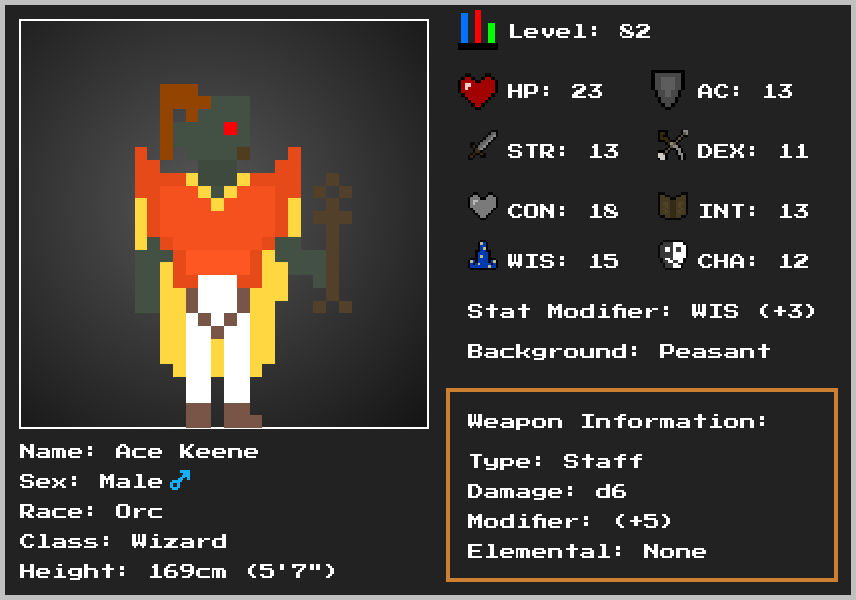 Level: 82
HP: 23
AC: 13
STR: 13
DEX: 11
CON: 18
INT: 13
WIS: 15
CHA: 12
Stat Modifier: WIS (+3)
Background: Peasant
Weapon Information:
Type: Staff
Damage: d6
Modifier: (+5)
Elemental: None
Name: Ace Keene
Sex: Male ♂
Race: Orc
Class: Wizard
Height: 169cm (5'7")